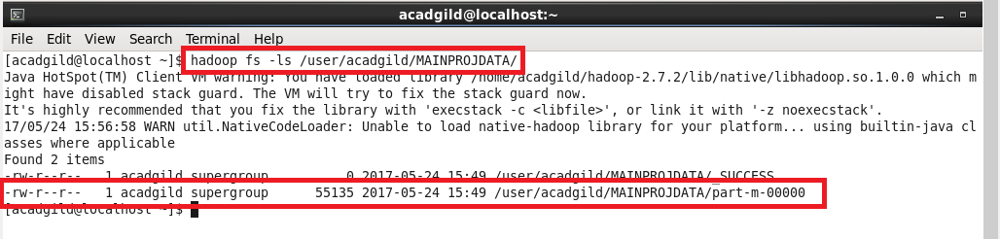 acadgild@localhost:~
File Edit View Search Terminal Help
[acadgild@localhost ~]$ hadoop fs -ls /user/acadgild/MAINPROJDATA/
Java HotSpot(TM) Client VM warning: You have loaded library /home/acadgild/hadoop-2.7.2/lib/native/libhadoop.so.1.0.0 which m
ight have disabled stack guard. The VM will try to fix the stack guard now.
It's highly recommended that you fix the library with 'execstack -c <libfile>', or link it with '-z noexecstack'.
17/05/24 15:56:58 WARN util.NativeCodeLoader: Unable to load native-hadoop library for your platform... using builtin-java cl
asses where applicable
Found 2 items
-rw-r--r--   1 acadgild supergroup          0 2017-05-24 15:49 /user/acadgild/MAINPROJDATA/_SUCCESS
-rw-r--r--   1 acadgild supergroup      55135 2017-05-24 15:49 /user/acadgild/MAINPROJDATA/part-m-00000
[acadgild@localhost ~]$